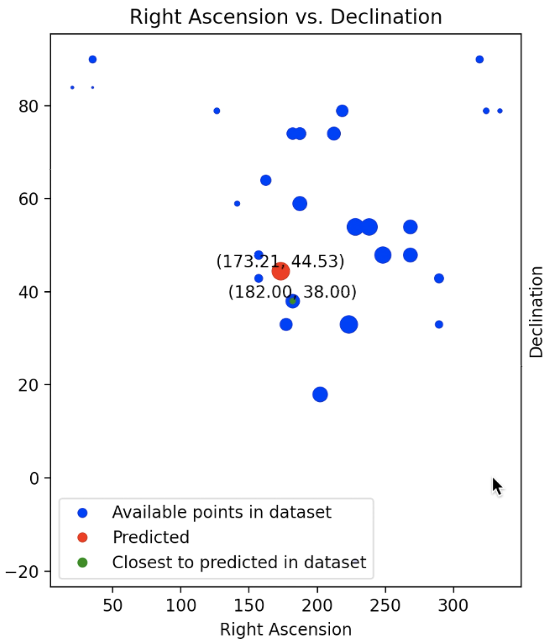 Right Ascension vs. Declination
80
60
(173.21, 44.53)
40
(182.00, 38.00)
20
0
−20
Declination
Available points in dataset
Predicted
Closest to predicted in dataset
50 100 150 200 250 300
Right Ascension